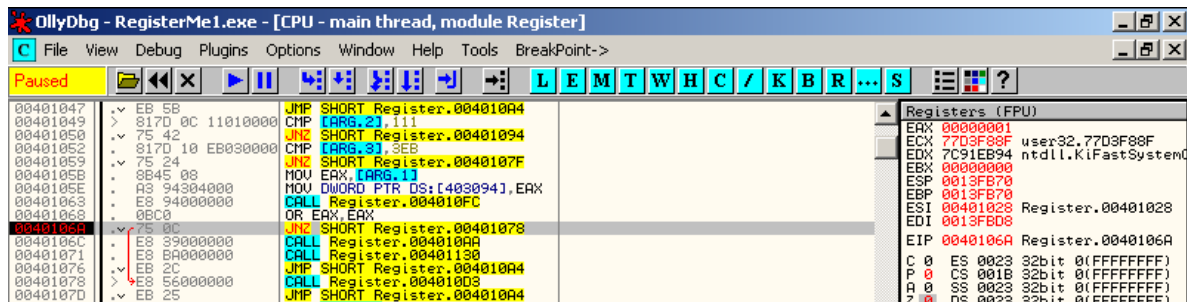 OllyDbg - RegisterMe1.exe - [CPU - main thread, module Register]
C File View Debug Plugins Options Window Help Tools BreakPoint->
Paused L E M T W H C / K B R ... S ?
00401047 .v EB 5B JMP SHORT Register.004010A4
00401049 > 817D 0C 11010000 CMP [ARG.2],111
00401050 .v 75 42 JNZ SHORT Register.00401094
00401052 . 817D 10 EB030000 CMP [ARG.3],3EB
00401059 .v 75 24 JNZ SHORT Register.0040107F
0040105B . 8B45 08 MOV EAX,[ARG.1]
0040105E . A3 94304000 MOV DWORD PTR DS:[403094],EAX
00401063 . E8 94000000 CALL Register.004010FC
00401068 . 0BC0 OR EAX,EAX
0040106A .v 75 0C JNZ SHORT Register.00401078
0040106C . E8 39000000 CALL Register.004010AA
00401071 . E8 BA000000 CALL Register.00401130
00401076 .v EB 2C JMP SHORT Register.004010A4
00401078 > E8 56000000 CALL Register.004010D3
0040107D .v EB 25 JMP SHORT Register.004010A4
Registers (FPU)
EAX 00000001
ECX 77D3F88F user32.77D3F88F
EDX 7C91EB94 ntdll.KiFastSystemC
EBX 00000000
ESP 0013FB70
EBP 0013FB70
ESI 00401028 Register.00401028
EDI 0013FBD8
EIP 0040106A Register.0040106A
C 0 ES 0023 32bit 0(FFFFFFFF)
P 0 CS 001B 32bit 0(FFFFFFFF)
A 0 SS 0023 32bit 0(FFFFFFFF)
Z 0 DS 0023 32bit 0(FFFFFFFF)